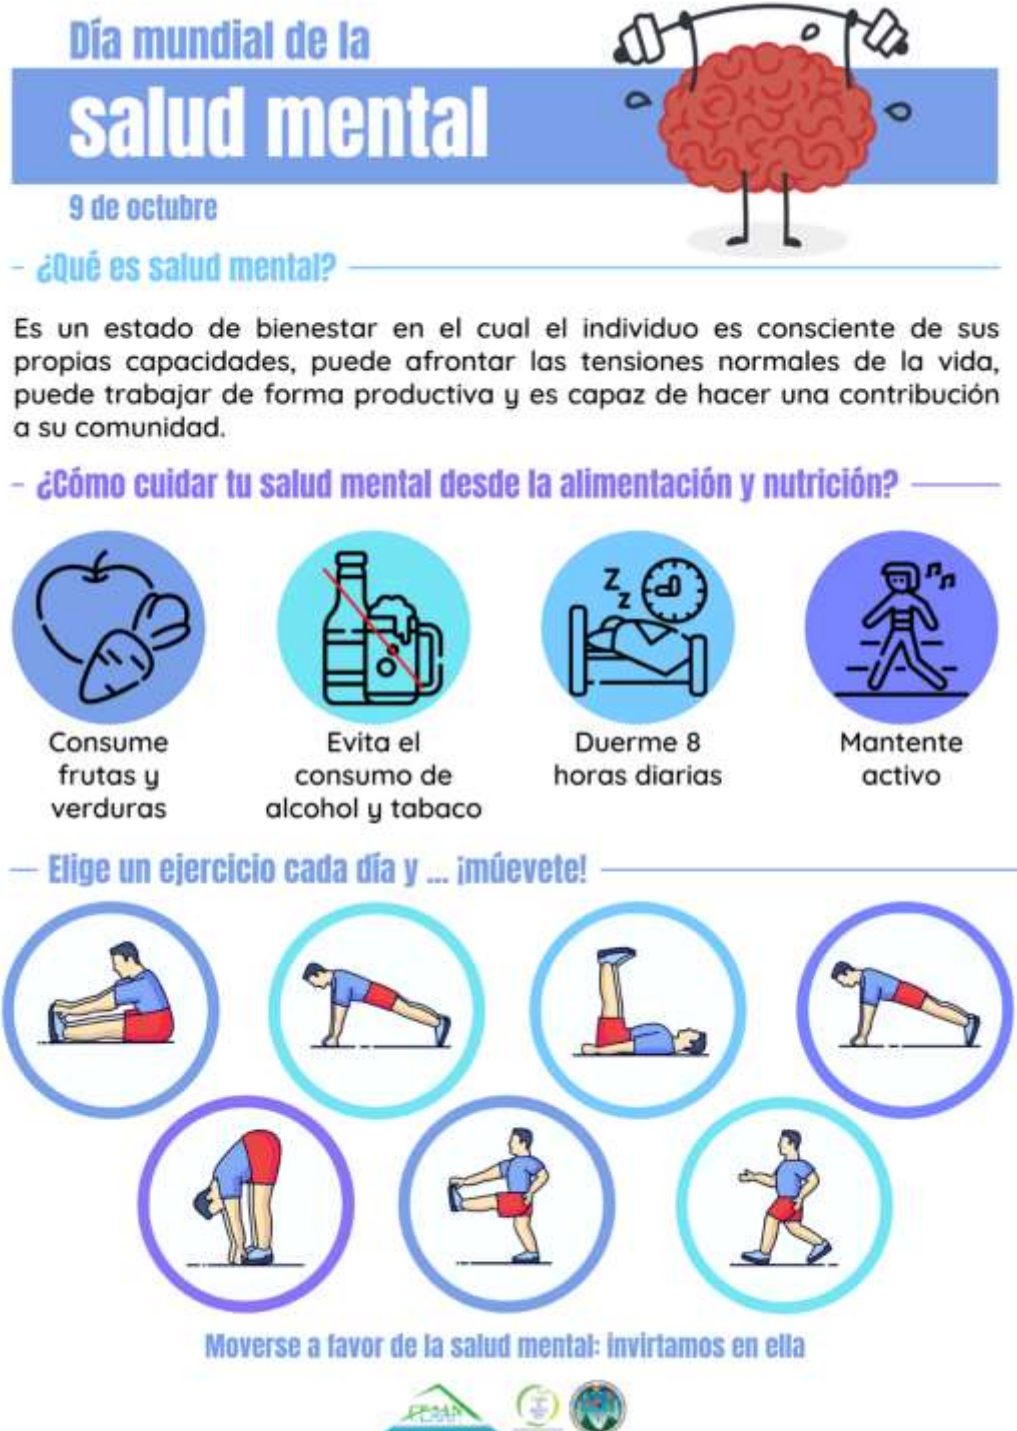 Día mundial de la
salud mental
9 de octubre
- ¿Qué es salud mental?
Es un estado de bienestar en el cual el individuo es consciente de sus
propias capacidades, puede afrontar las tensiones normales de la vida,
puede trabajar de forma productiva y es capaz de hacer una contribución
a su comunidad.
- ¿Cómo cuidar tu salud mental desde la alimentación y nutrición?
Z
z
Consume
frutas y
verduras
Evita el
consumo de
alcohol y tabaco
Duerme 8
horas diarias
Mantente
activo
Elige un ejercicio cada día y ... ¡múevete!
Moverse a favor de la salud mental: invirtamos en ella